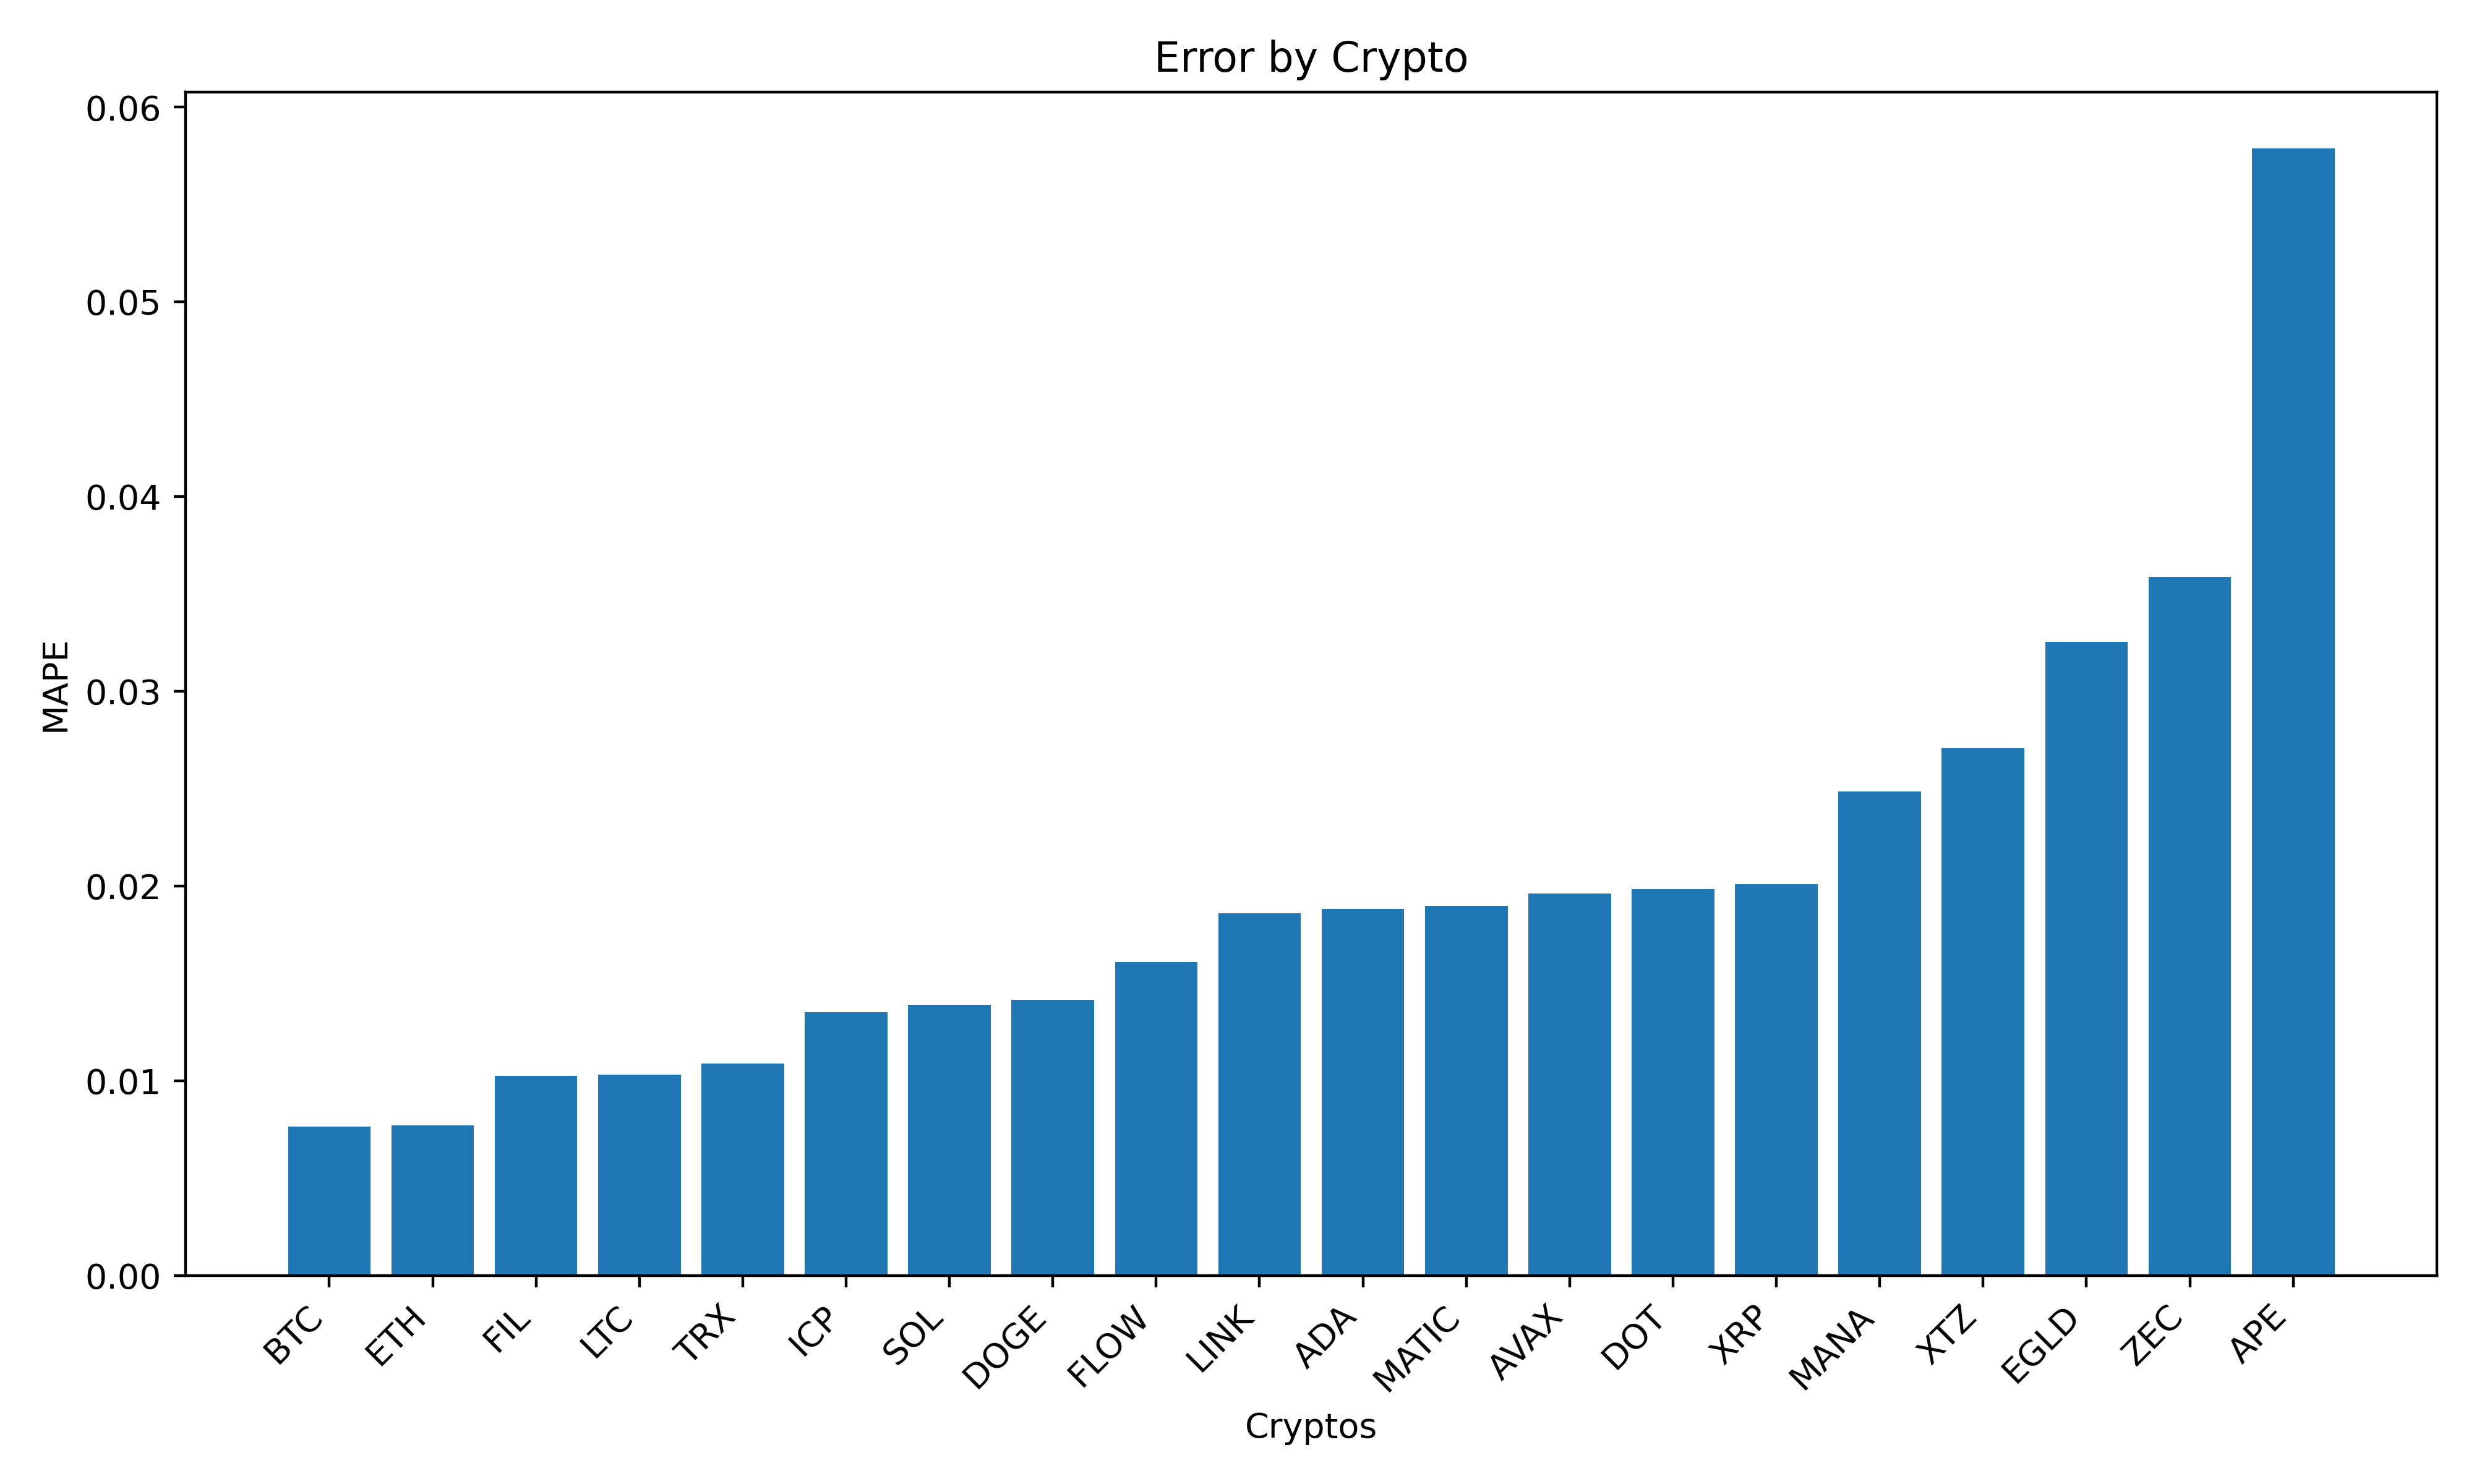 Error by Crypto
0.06
0.05
0.04
0.03
0.02
0.01
0.00
MAPE
BTC
ETH
FIL
LTC
TRX
ICP
SOL
DOGE
FLOW
LINK
ADA
MATIC
AVAX
DOT
XRP
MANA
XTZ
EGLD
ZEC
APE
Cryptos